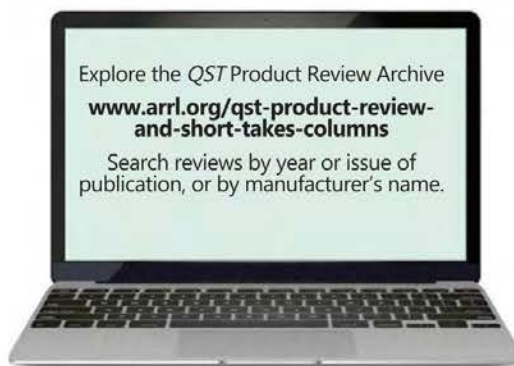 Explore the QST Product Review Archive
www.arrl.org/qst-product-review-
and-short-takes-columns
Search reviews by year or issue of
publication, or by manufacturer's name.